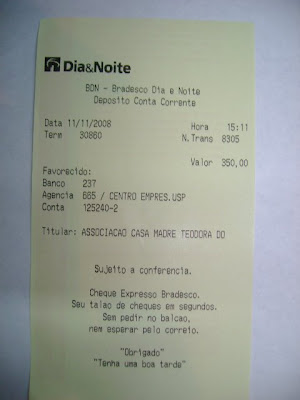 Dia&Noite
BDN - Bradesco Dia e Noite
Deposito Conta Corrente
Data 11/11/2008 Hora 15:11
Term 30880 N.Trans 8305
Valor 350,00
Favorecido:
Banco 237
Agencia 665 / CENTRO EMPRES.USP
Conta 125240-2
Titular: ASSOCIACAO CASA MADRE TEODORA DO
Sujeito a conferencia.
Cheque Expresso Bradesco.
Seu talao de cheques em segundos.
Sem pedir no balcao,
nem esperar pelo correio.
"Obrigado"
"Tenha uma boa tarde"